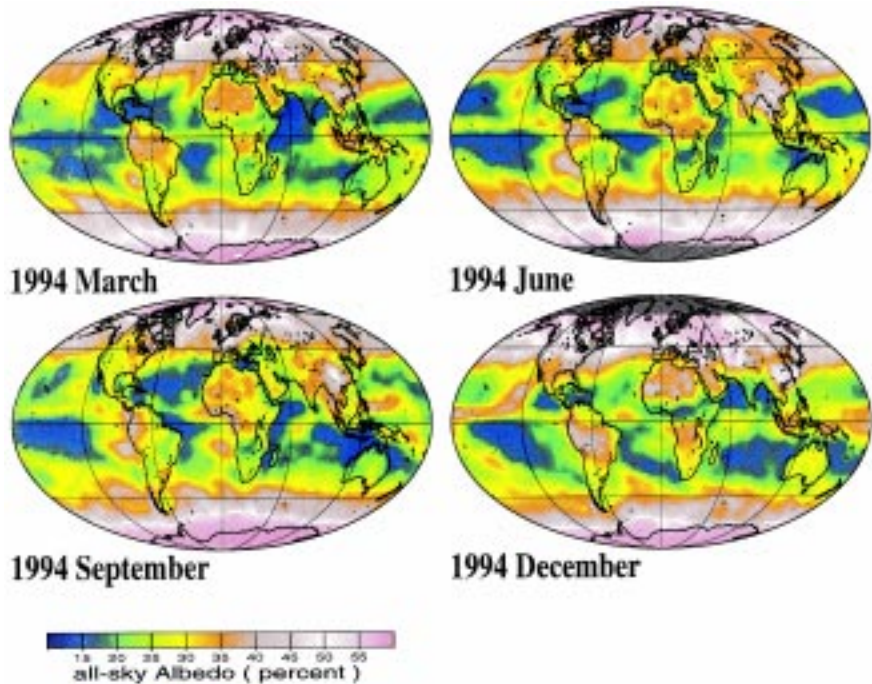 1994 March
1994 June
1994 September
1994 December
15 20 25 30 35 40 45 50 55
all-sky Albedo ( percent )